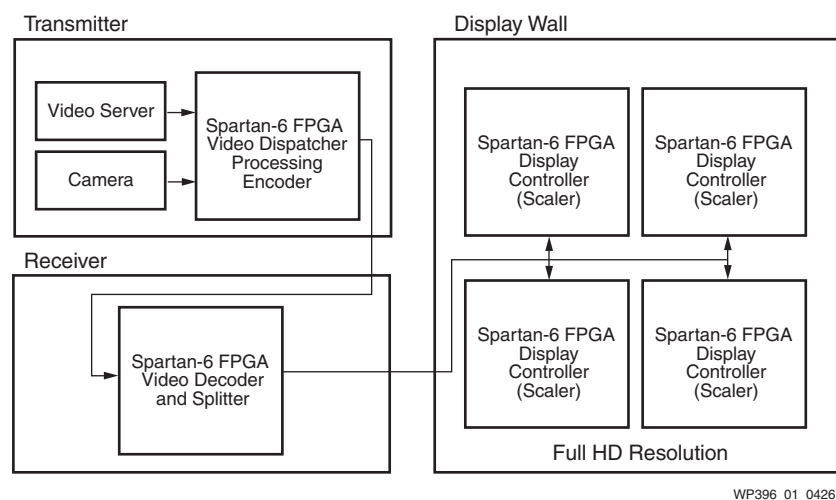 Transmitter
Video Server
Camera
Spartan-6 FPGA
Video Dispatcher
Processing
Encoder
Receiver
Spartan-6 FPGA
Video Decoder
and Splitter
Display Wall
Spartan-6 FPGA
Display
Controller
(Scaler)
Spartan-6 FPGA
Display
Controller
(Scaler)
Spartan-6 FPGA
Display
Controller
(Scaler)
Spartan-6 FPGA
Display
Controller
(Scaler)
Full HD Resolution
WP396_01_0426